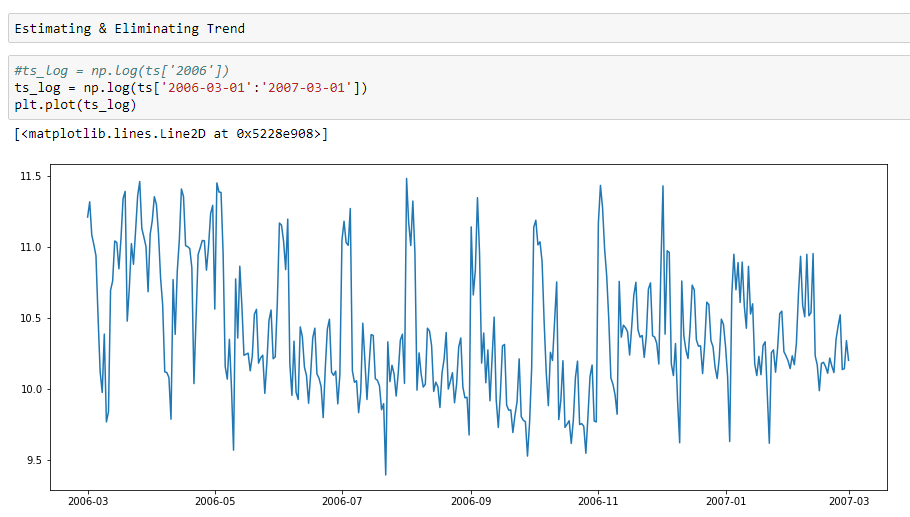 Estimating & Eliminating Trend
#ts_log = np.log(ts['2006'])
ts_log = np.log(ts['2006-03-01':'2007-03-01'])
plt.plot(ts_log)
[<matplotlib.lines.Line2D at 0x5228e908>]
11.5
11.0
10.5
10.0
9.5
2006-03 2006-05 2006-07 2006-09 2006-11 2007-01 2007-03